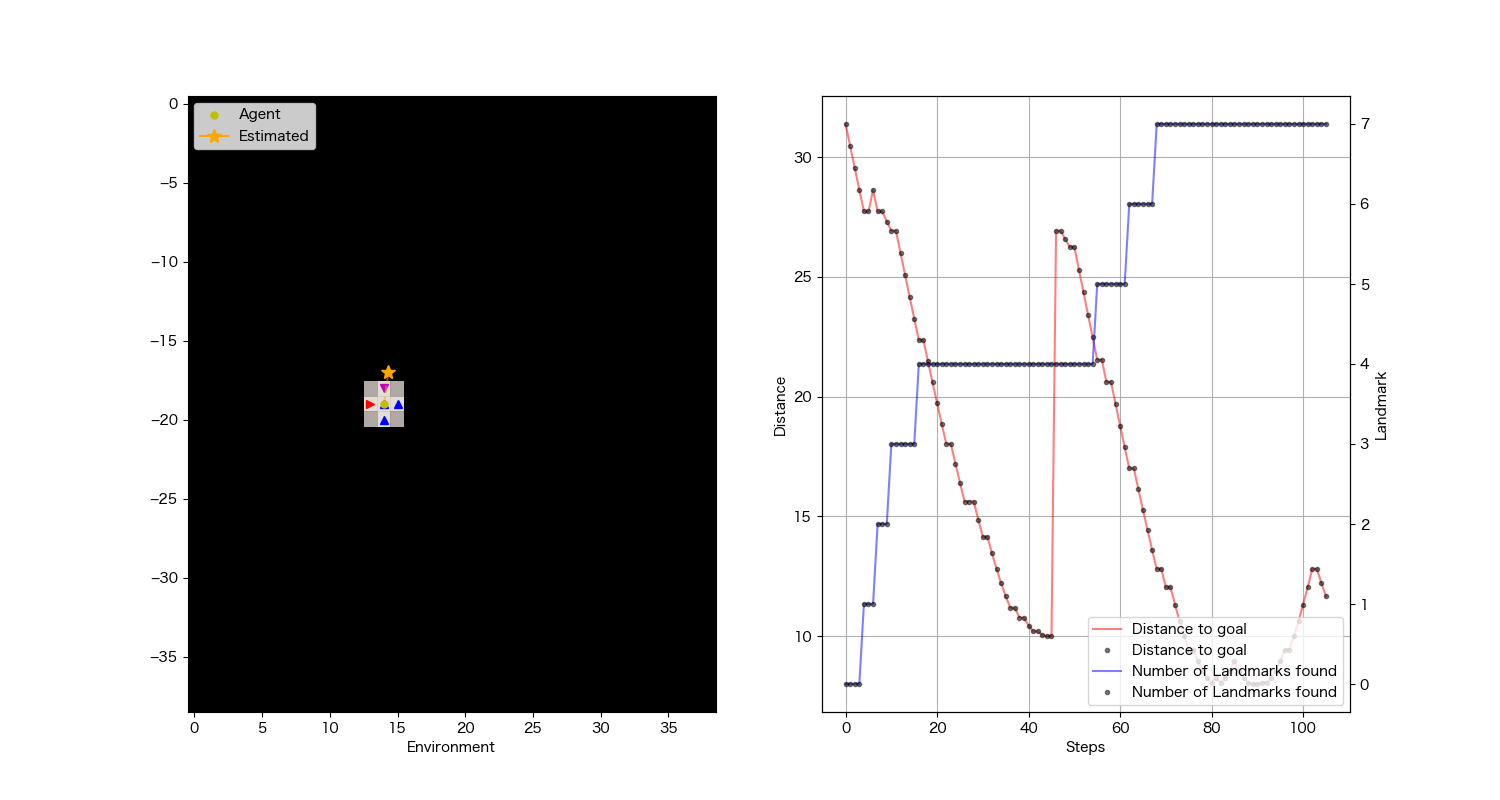 Agent
Estimated
0
−5
−10
−15
−20
−25
−30
−35
0 5 10 15 20 25 30 35
Environment
30
25
20
15
10
Distance
0 20 40 60 80 100
Steps
7
6
5
4
3
2
1
0
Landmark
Distance to goal
Distance to goal
Number of Landmarks found
Number of Landmarks found